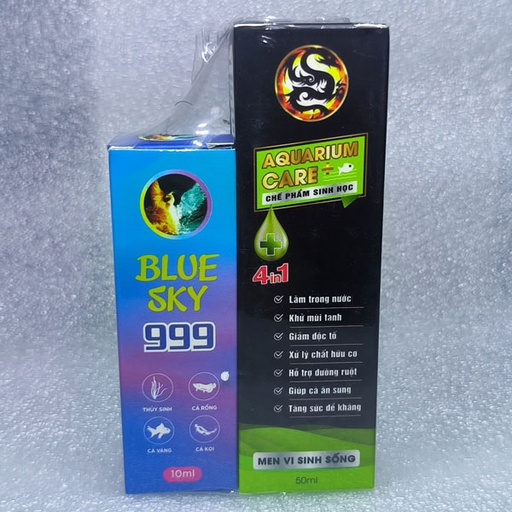 BLUE
SKY
999
THỦY SINH
CÁ RỒNG
CÁ VÀNG
CÁ KOI
10ml
AQUARIUM
CARE
CHẾ PHẨM SINH HỌC
4in1
Làm trong nước
Khử mùi tanh
Giảm độc tố
Xử lý chất hữu cơ
Hỗ trợ đường ruột
Giúp cá ăn sung
Tăng sức đề kháng
MEN VI SINH SỐNG
50ml